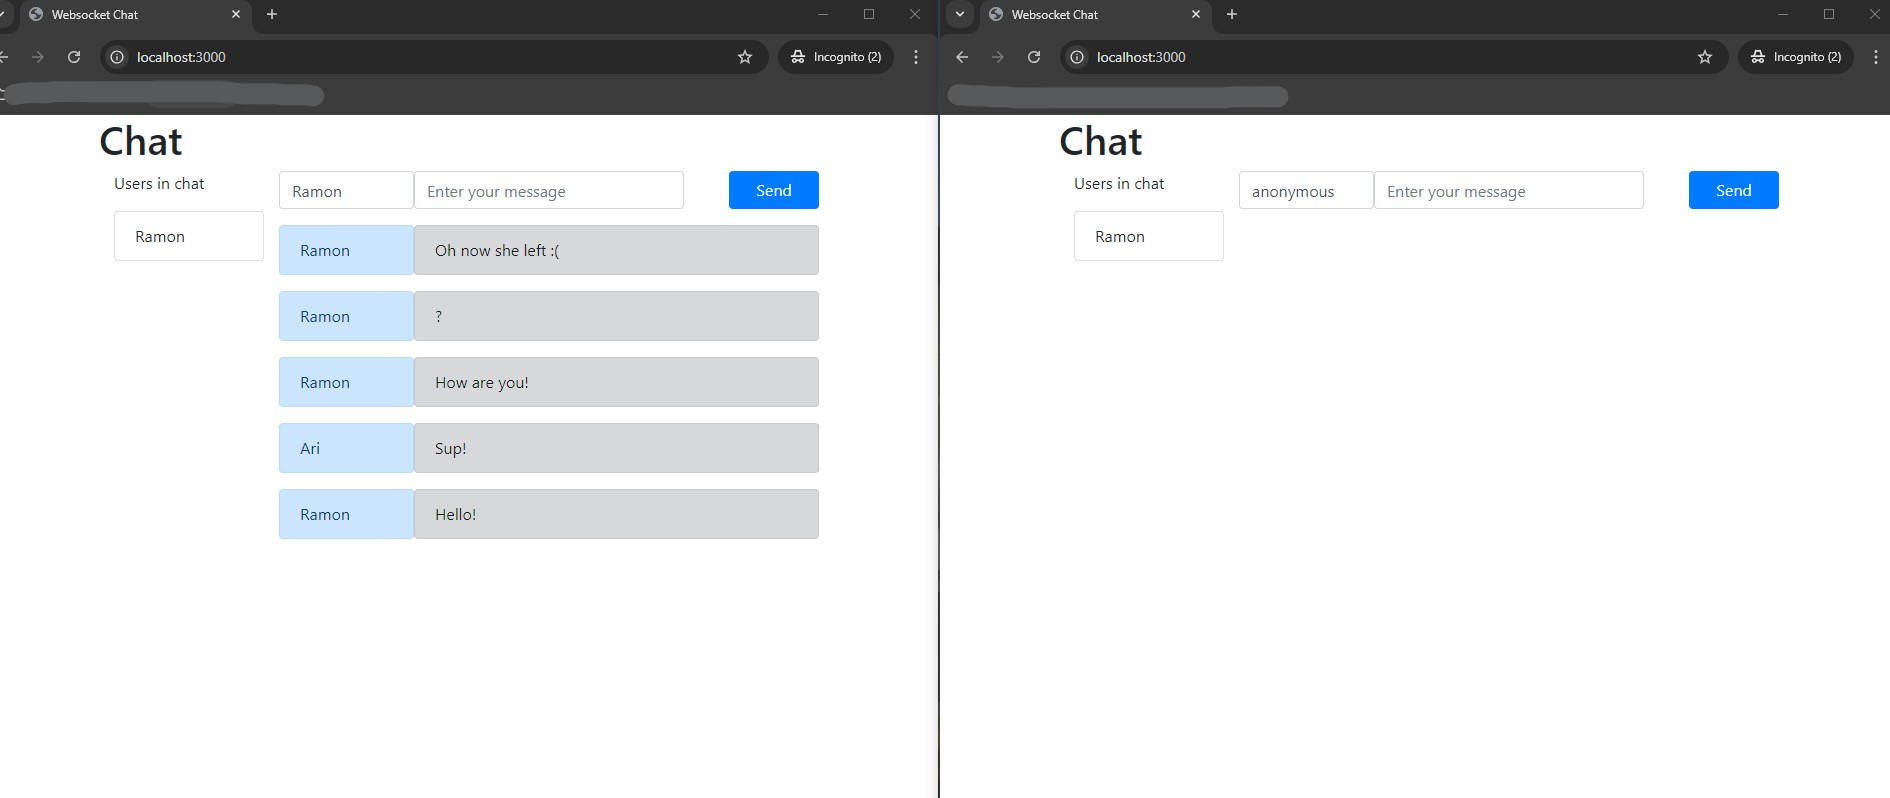 Websocket Chat
localhost:3000
Incognito (2)
Chat
Users in chat
Ramon
Ramon
Enter your message
Send
Ramon
Oh now she left :(
Ramon
?
Ramon
How are you!
Ari
Sup!
Ramon
Hello!
Websocket Chat
localhost:3000
Incognito (2)
Chat
Users in chat
Ramon
anonymous
Enter your message
Send